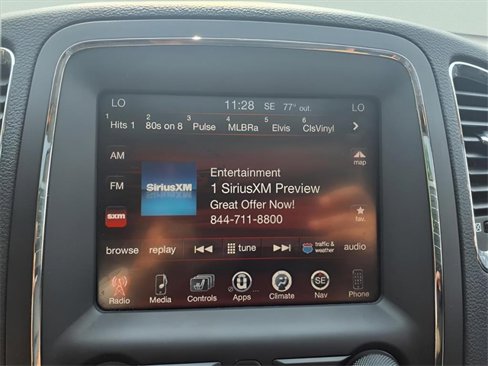 LO 11:28 SE 77° out. LO
1 Hits 1 2 80s on 8 3 Pulse 4 MLBRa 5 Elvis 6 ClsVinyl
AM
Entertainment
map
SiriusXM
FM
1 SiriusXM Preview
Great Offer Now!
sxm
844-711-8800
fav.
browse replay tune traffic & weather audio
Radio Media Controls Apps Climate SE Nav Phone